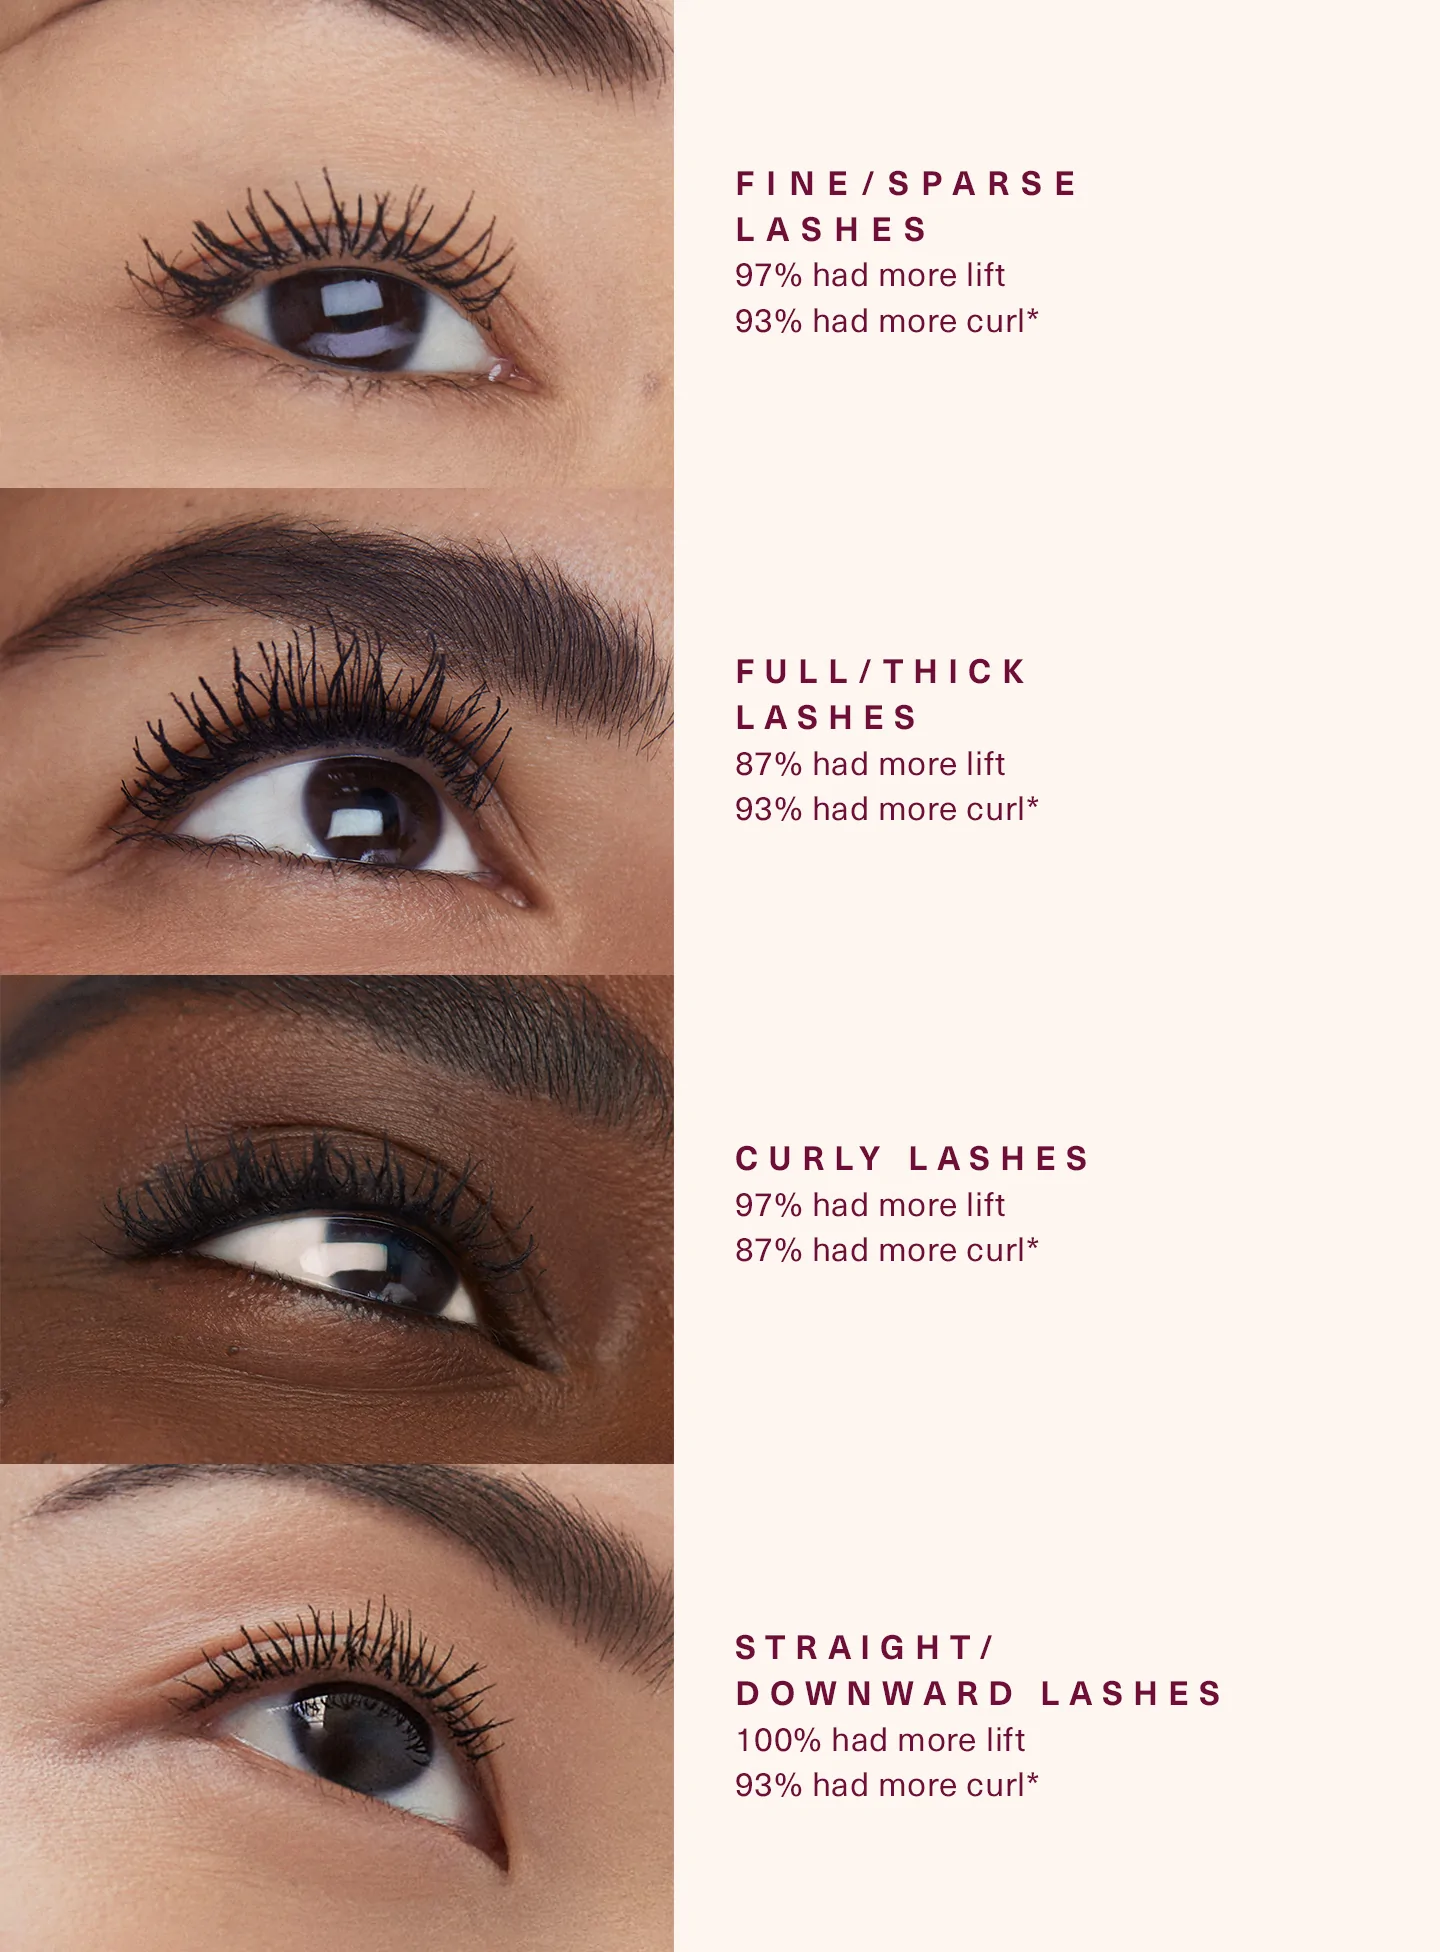 FINE/SPARSE
LASHES
97% had more lift
93% had more curl*
FULL/THICK
LASHES
87% had more lift
93% had more curl*
CURLY LASHES
97% had more lift
87% had more curl*
STRAIGHT/
DOWNWARD LASHES
100% had more lift
93% had more curl*